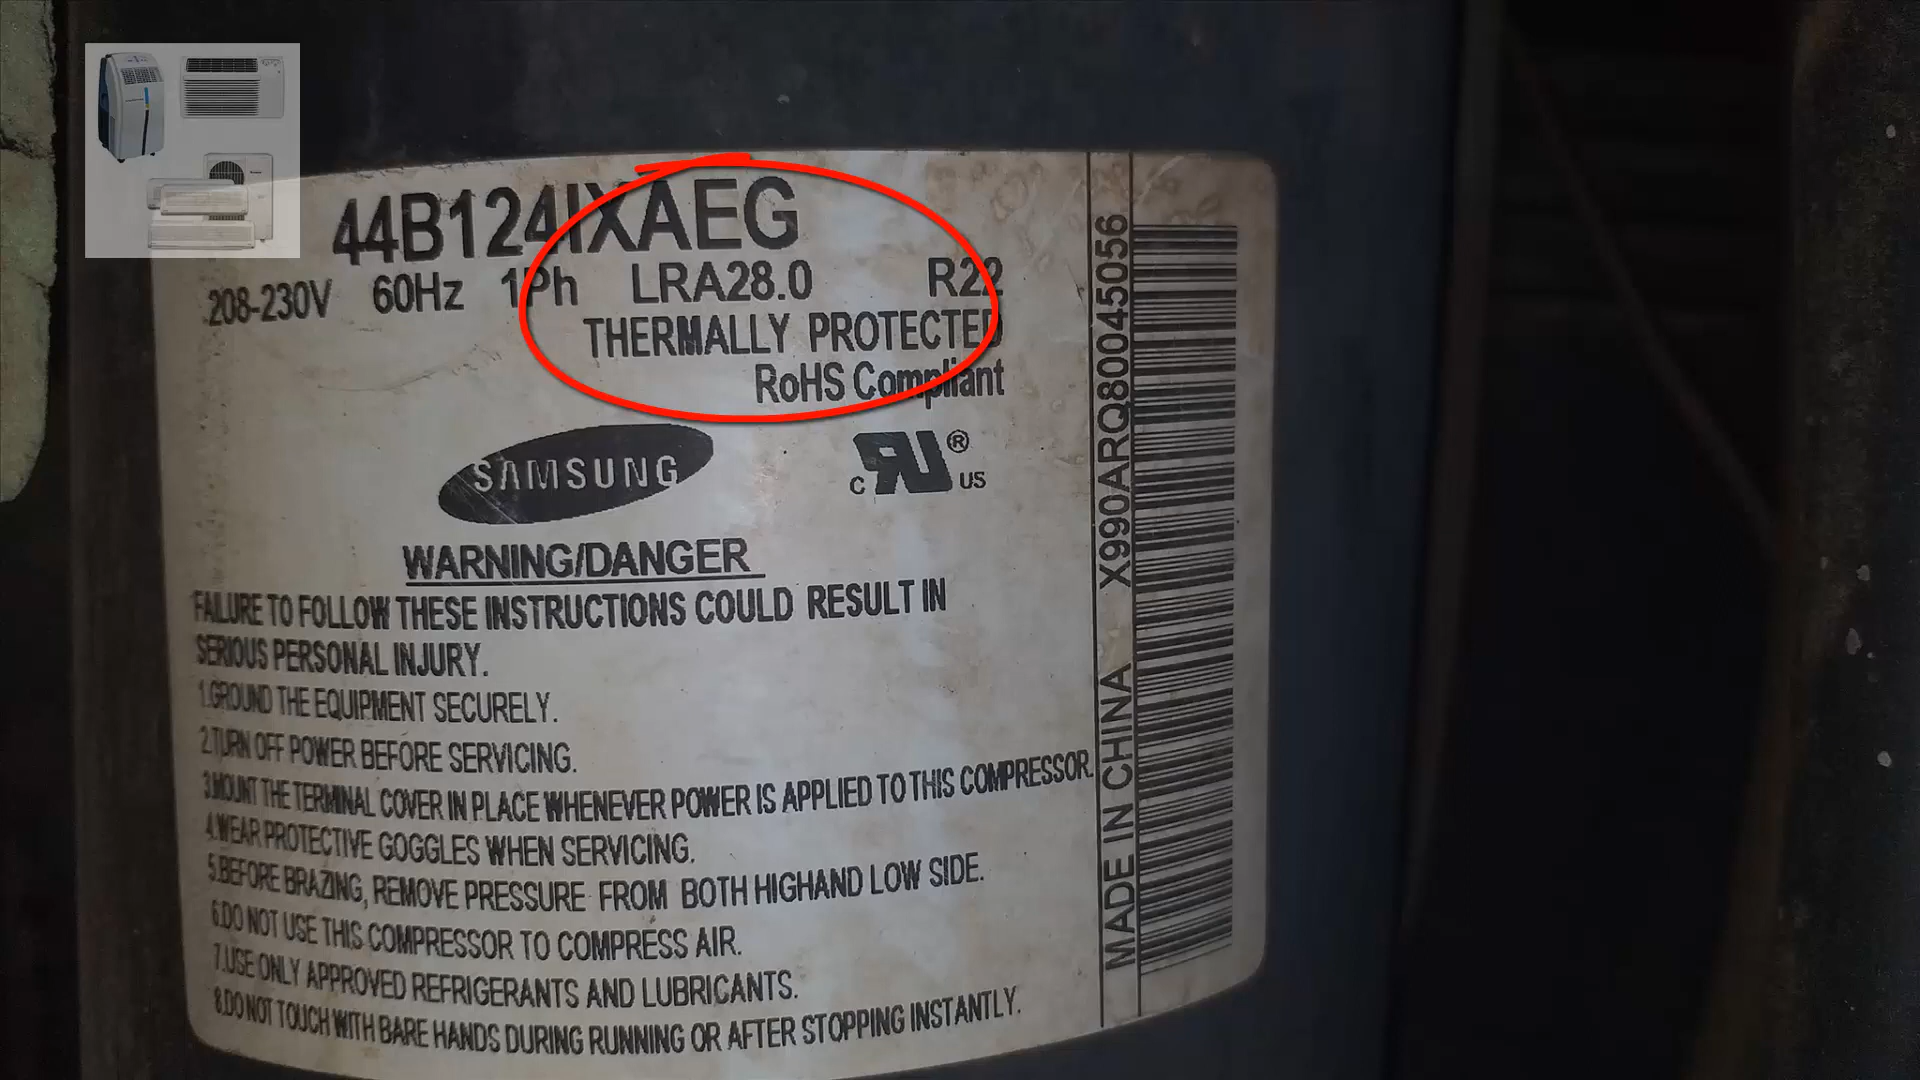 44B124IXAEG
208-230V 60Hz 1Ph LRA28.0 R22
THERMALLY PROTECTED
RoHS Compliant
SAMSUNG
c RU ® US
WARNING/DANGER
FAILURE TO FOLLOW THESE INSTRUCTIONS COULD RESULT IN
SERIOUS PERSONAL INJURY.
1.GROUND THE EQUIPMENT SECURELY.
2.TURN OFF POWER BEFORE SERVICING.
3.MOUNT THE TERMINAL COVER IN PLACE WHENEVER POWER IS APPLIED TO THIS COMPRESSOR.
4.WEAR PROTECTIVE GOGGLES WHEN SERVICING.
5.BEFORE BRAZING, REMOVE PRESSURE FROM BOTH HIGHAND LOW SIDE.
6.DO NOT USE THIS COMPRESSOR TO COMPRESS AIR.
7.USE ONLY APPROVED REFRIGERANTS AND LUBRICANTS.
8.DO NOT TOUCH WITH BARE HANDS DURING RUNNING OR AFTER STOPPING INSTANTLY.
MADE IN CHINA X990ARQ80045056